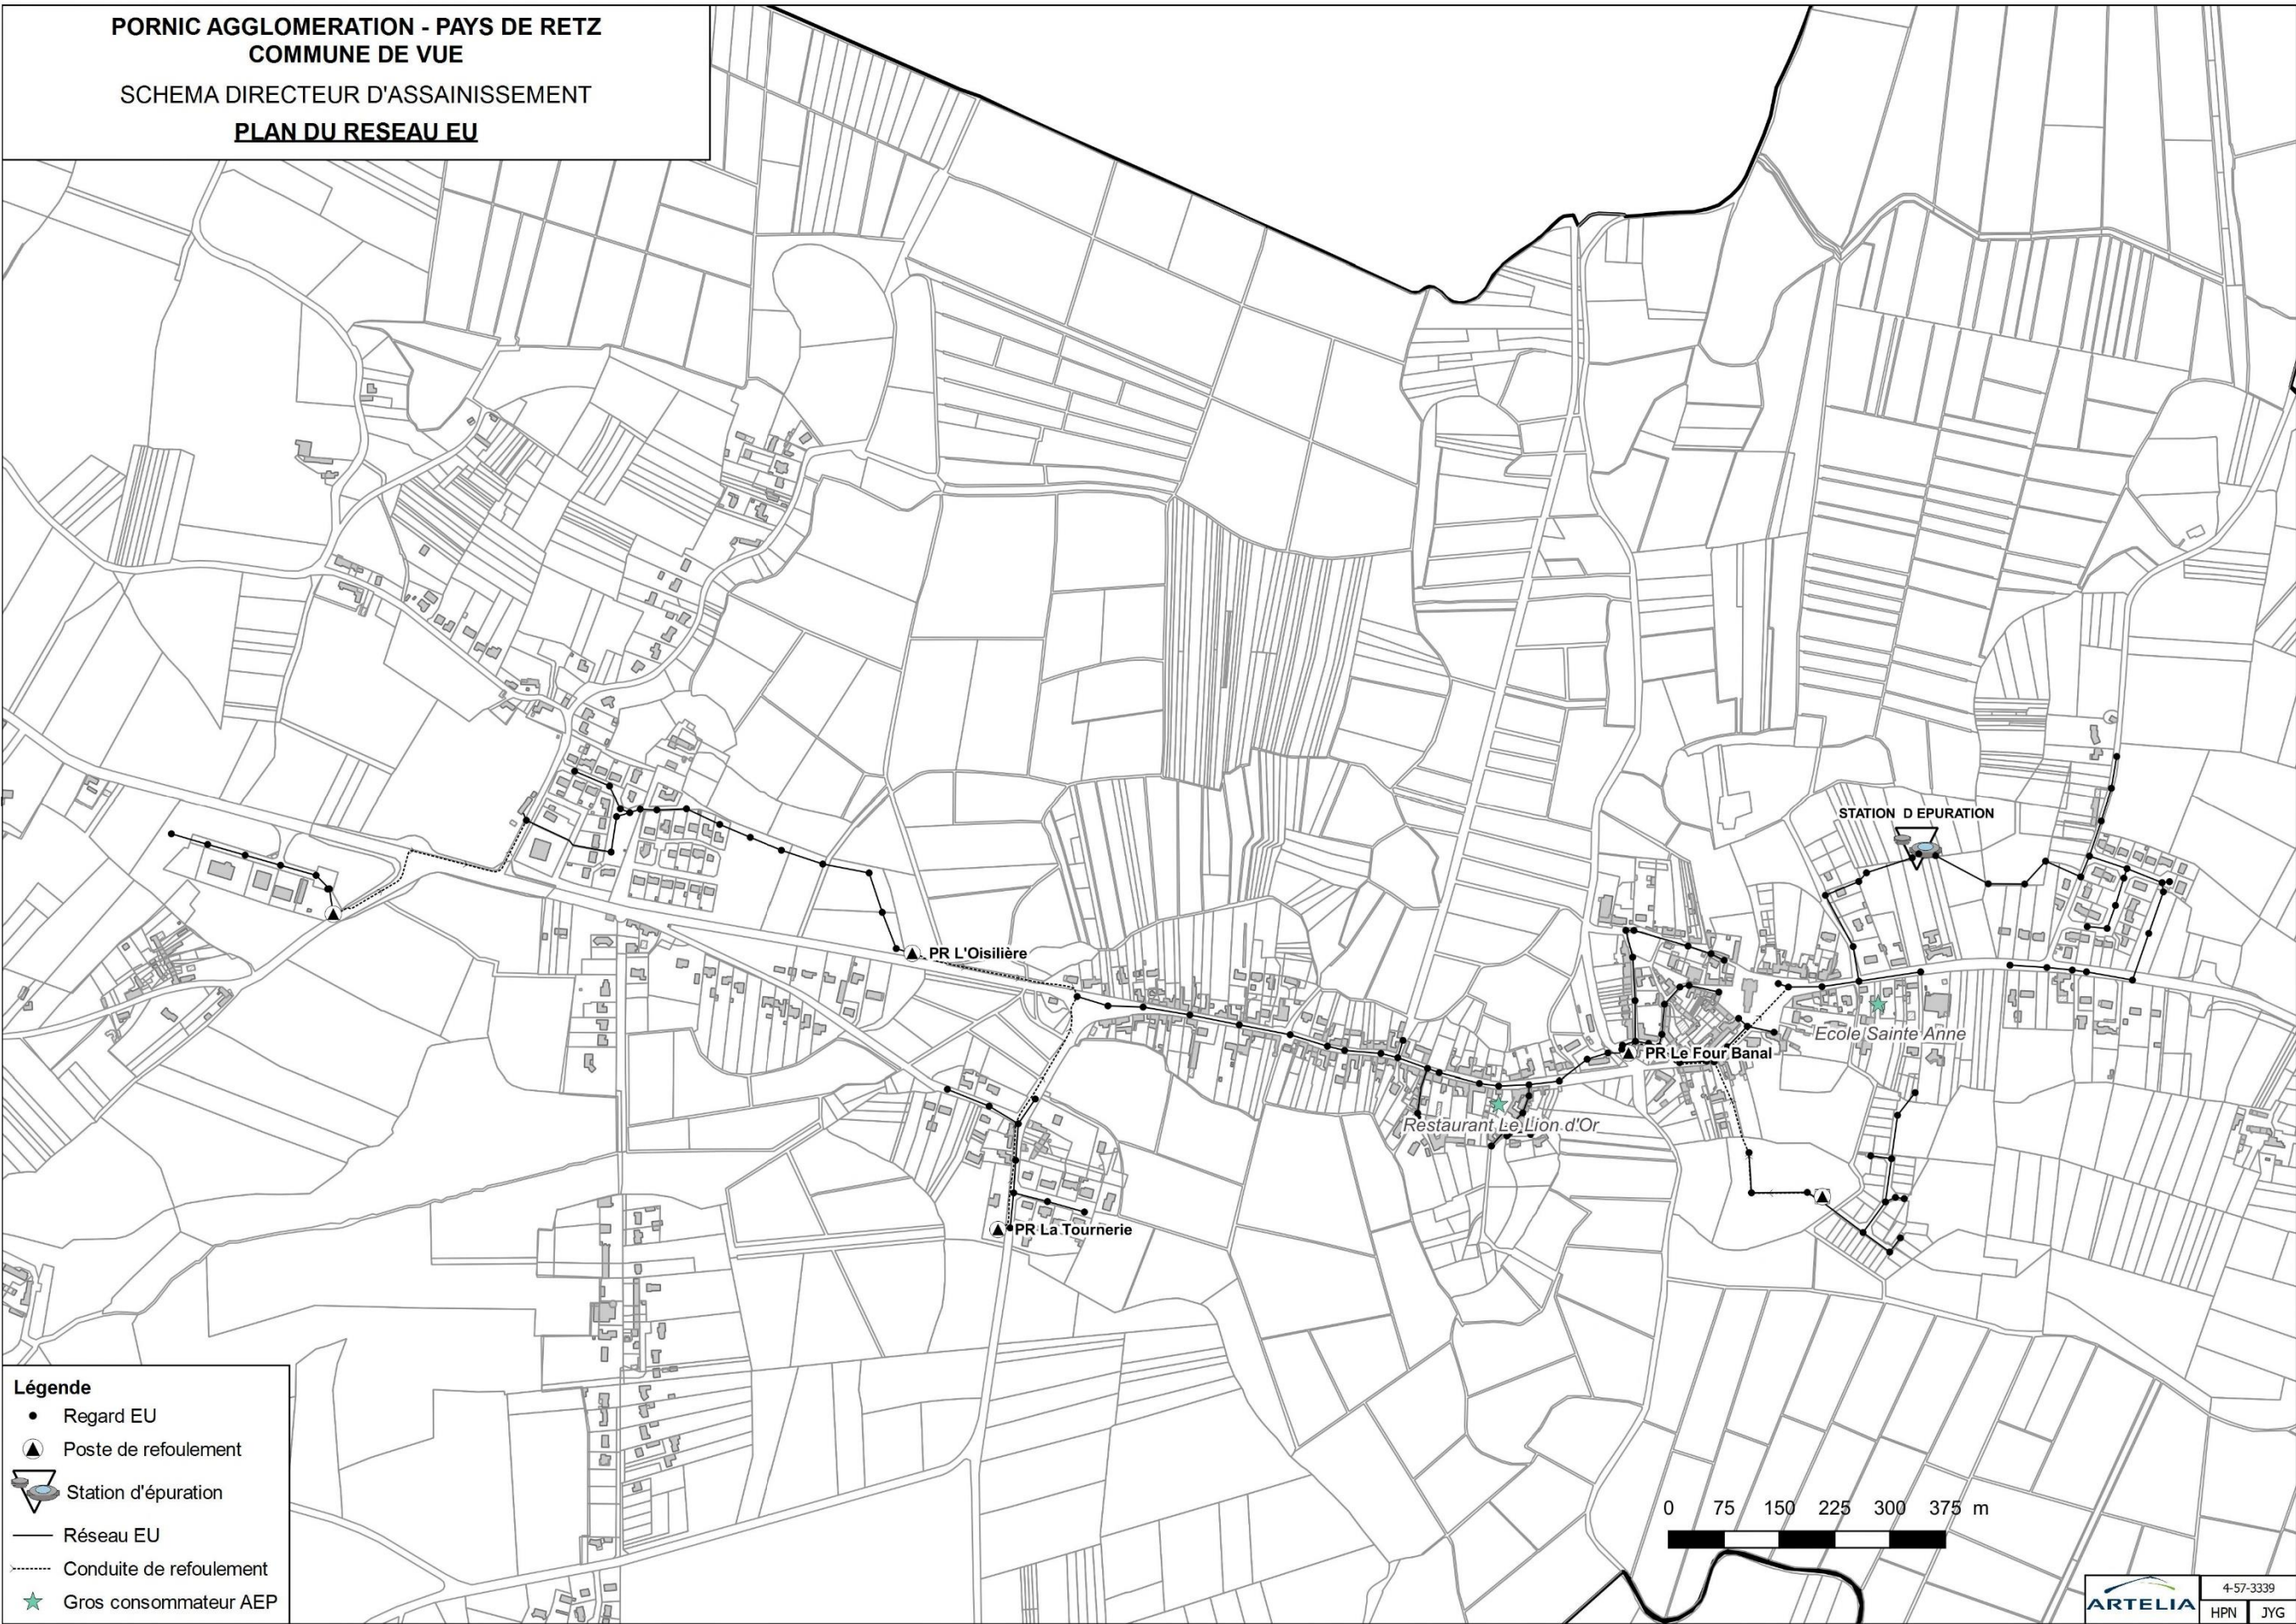 PORNIC AGGLOMERATION - PAYS DE RETZ
COMMUNE DE VUE
SCHEMA DIRECTEUR D'ASSAINISSEMENT
PLAN DU RESEAU EU
STATION D EPURATION
PR L'Oisilière
Ecole Sainte Anne
PR Le Four Banal
Restaurant Le Lion d'Or
PR La Tournerie
Légende
Regard EU
Poste de refoulement
Station d'épuration
Réseau EU
Conduite de refoulement
Gros consommateur AEP
0 75 150 225 300 375 m
ARTELIA
4-57-3339
HPN JYG